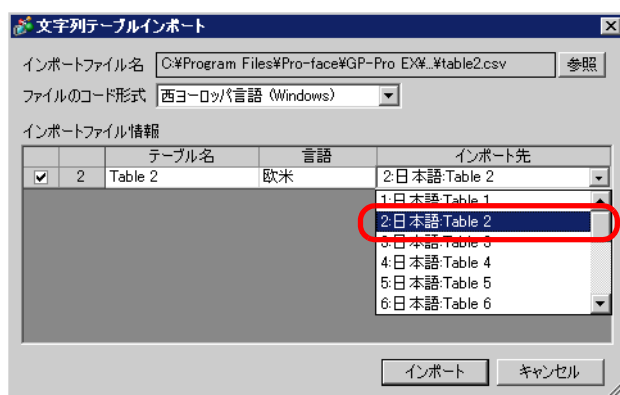 文字列テーブルインポート
インポートファイル名 C:¥Program Files¥Pro-face¥GP-Pro EX¥...¥table2.csv 参照
ファイルのコード形式 西ヨーロッパ言語 (Windows)
インポートファイル情報
テーブル名 言語 インポート先
2 Table 2 欧米 2:日本語:Table 2
1:日本語:Table 1
2:日本語:Table 2
3:日本語:Table 3
4:日本語:Table 4
5:日本語:Table 5
6:日本語:Table 6
インポート キャンセル